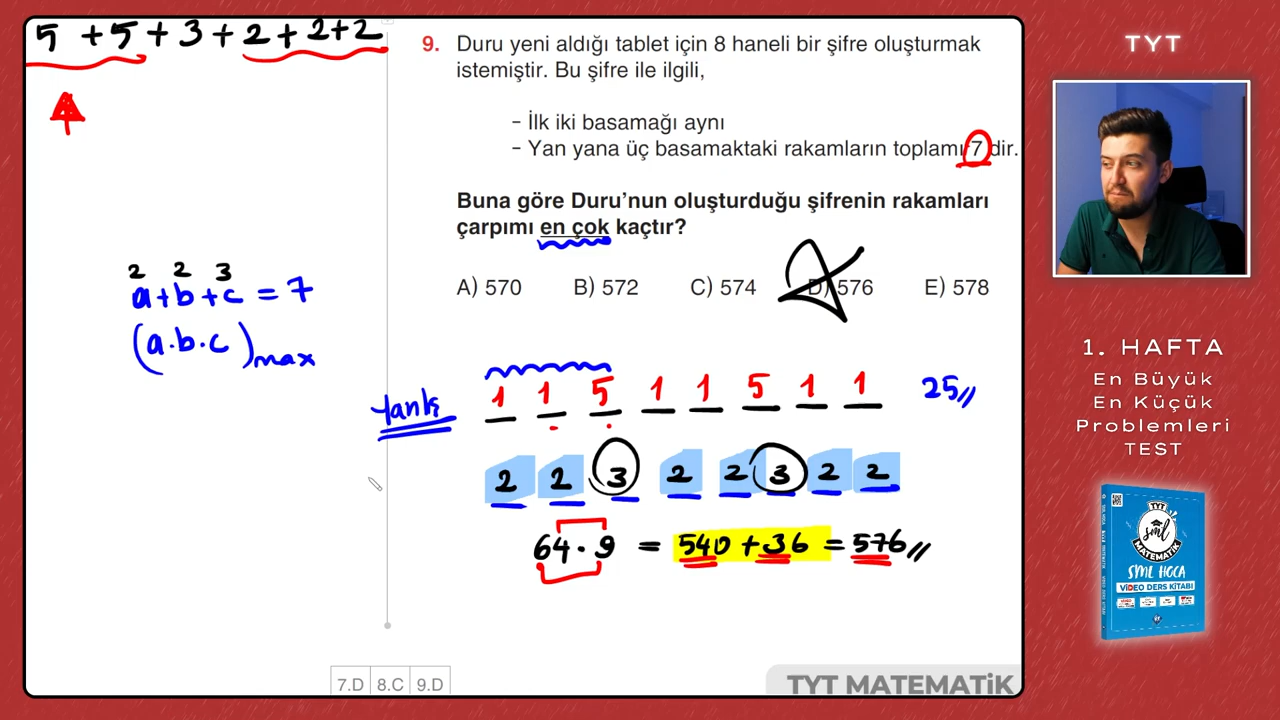 5 + 5 + 3 + 2 + 2 + 2
9. Duru yeni aldığı tablet için 8 haneli bir şifre oluşturmak
istemiştir. Bu şifre ile ilgili,
- İlk iki basamağı aynı
- Yan yana üç basamaktaki rakamların toplamı 7 dir.
Buna göre Duru'nun oluşturduğu şifrenin rakamları
çarpımı en çok kaçtır?
A) 570 B) 572 C) 574 D) 576 E) 578
2 2 3
a + b + c = 7
(a.b.c)max
Yanlış 1 1 5 1 1 5 1 1 25//
2 2 3 2 2 3 2 2
64 . 9 = 540 + 36 = 576//
7.D 8.C 9.D
TYT MATEMATİK
TYT
1. HAFTA
En Büyük
En Küçük
Problemleri
TEST
TYT
SML
MATEMATİK
SML HOCA
VİDEO DERS KİTABI